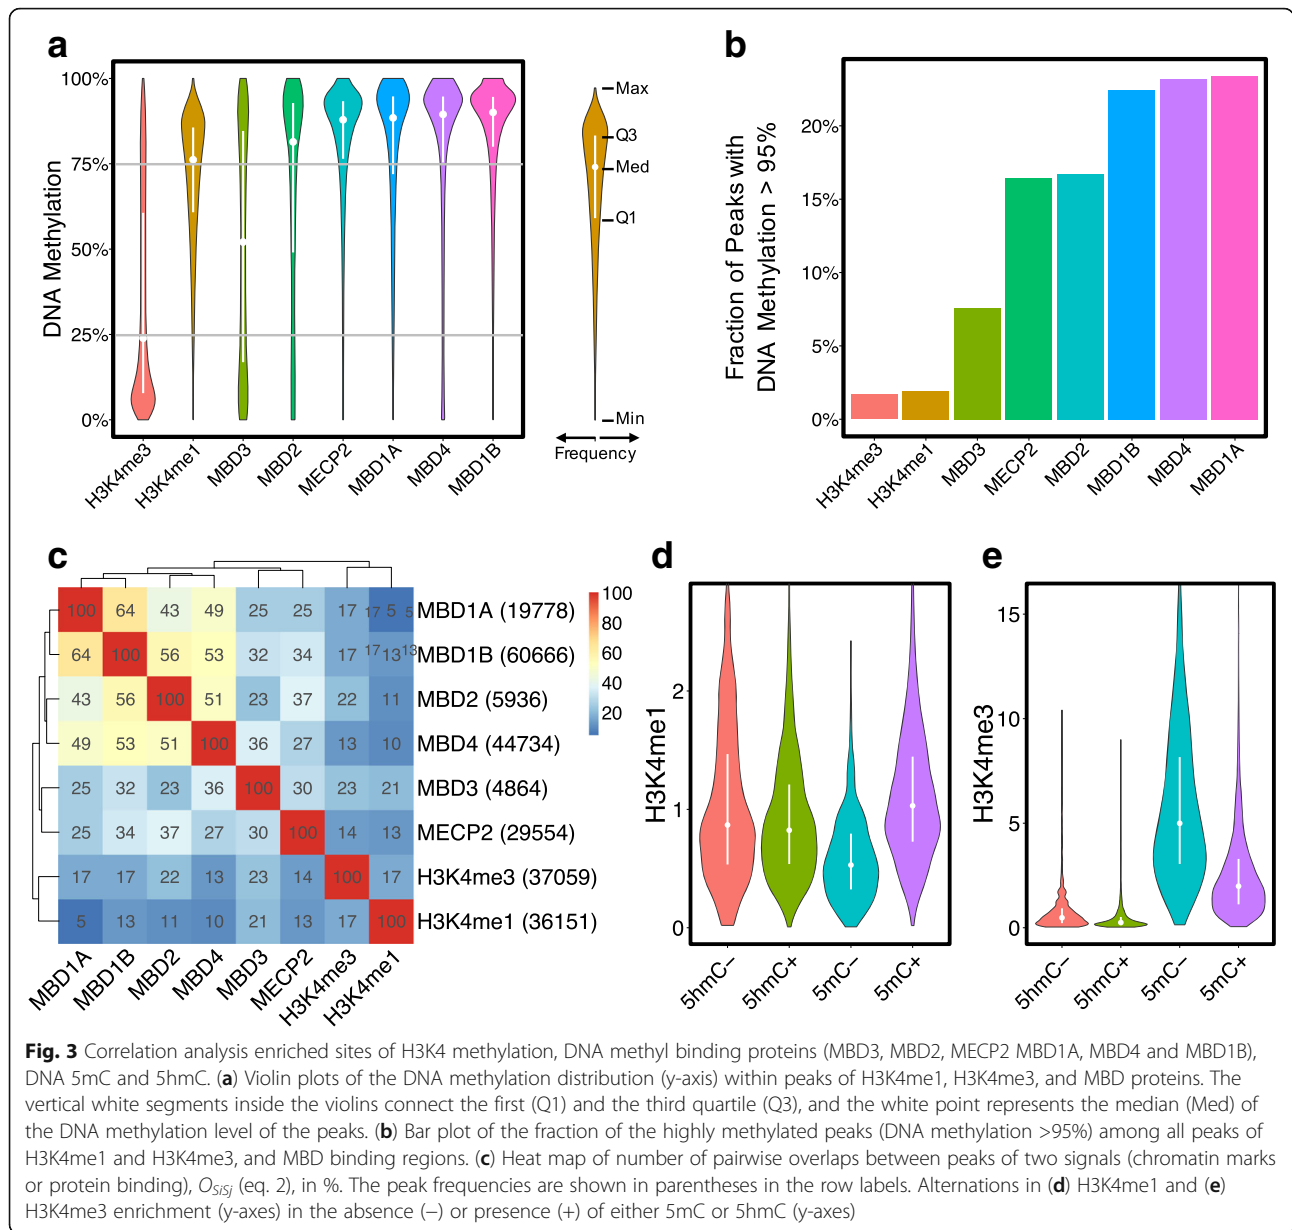 a
100%
75%
50%
25%
0%
DNA Methylation
H3K4me3
H3K4me1
MBD3
MBD2
MECP2
MBD1A
MBD4
MBD1B
Max
Q3
Med
Q1
Min
Frequency
b
Fraction of Peaks with
DNA Methylation > 95%
20%
15%
10%
5%
0%
H3K4me3
H3K4me1
MBD3
MECP2
MBD2
MBD1B
MBD4
MBD1A
c
100 64 43 49 25 25 17 17 5 5 MBD1A (19778)
64 100 56 53 32 34 17 17 13 13 MBD1B (60666)
43 56 100 51 23 37 22 11 MBD2 (5936)
49 53 51 100 36 27 13 10 MBD4 (44734)
25 32 23 36 100 30 23 21 MBD3 (4864)
25 34 37 27 30 100 14 13 MECP2 (29554)
17 17 22 13 23 14 100 17 H3K4me3 (37059)
5 13 11 10 21 13 17 100 H3K4me1 (36151)
MBD1A
MBD1B
MBD2
MBD4
MBD3
MECP2
H3K4me3
H3K4me1
100
80
60
40
20
d
H3K4me1
2
1
0
5hmC−
5hmC+
5mC−
5mC+
e
H3K4me3
15
10
5
0
5hmC−
5hmC+
5mC−
5mC+
Fig. 3 Correlation analysis enriched sites of H3K4 methylation, DNA methyl binding proteins (MBD3, MBD2, MECP2 MBD1A, MBD4 and MBD1B),
DNA 5mC and 5hmC. (a) Violin plots of the DNA methylation distribution (y-axis) within peaks of H3K4me1, H3K4me3, and MBD proteins. The
vertical white segments inside the violins connect the first (Q1) and the third quartile (Q3), and the white point represents the median (Med) of
the DNA methylation level of the peaks. (b) Bar plot of the fraction of the highly methylated peaks (DNA methylation >95%) among all peaks of
H3K4me1 and H3K4me3, and MBD binding regions. (c) Heat map of number of pairwise overlaps between peaks of two signals (chromatin marks
or protein binding), OSiSj (eq. 2), in %. The peak frequencies are shown in parentheses in the row labels. Alternations in (d) H3K4me1 and (e)
H3K4me3 enrichment (y-axes) in the absence (−) or presence (+) of either 5mC or 5hmC (y-axes)